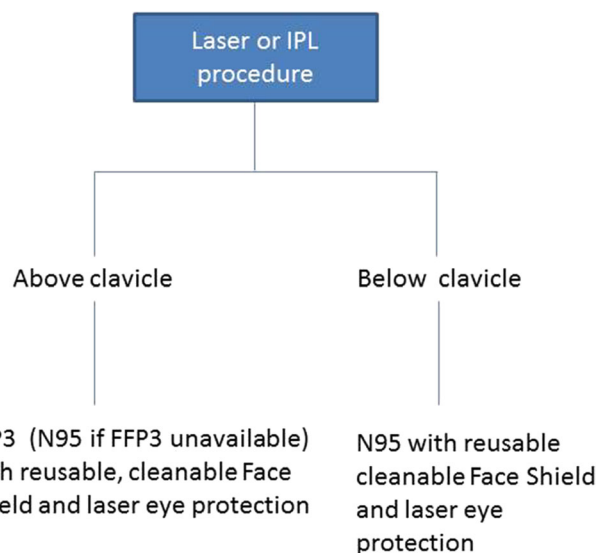 Laser or IPL
procedure
Above clavicle
Below clavicle
P3 (N95 if FFP3 unavailable)
h reusable, cleanable Face
eld and laser eye protection
N95 with reusable
cleanable Face Shield
and laser eye
protection